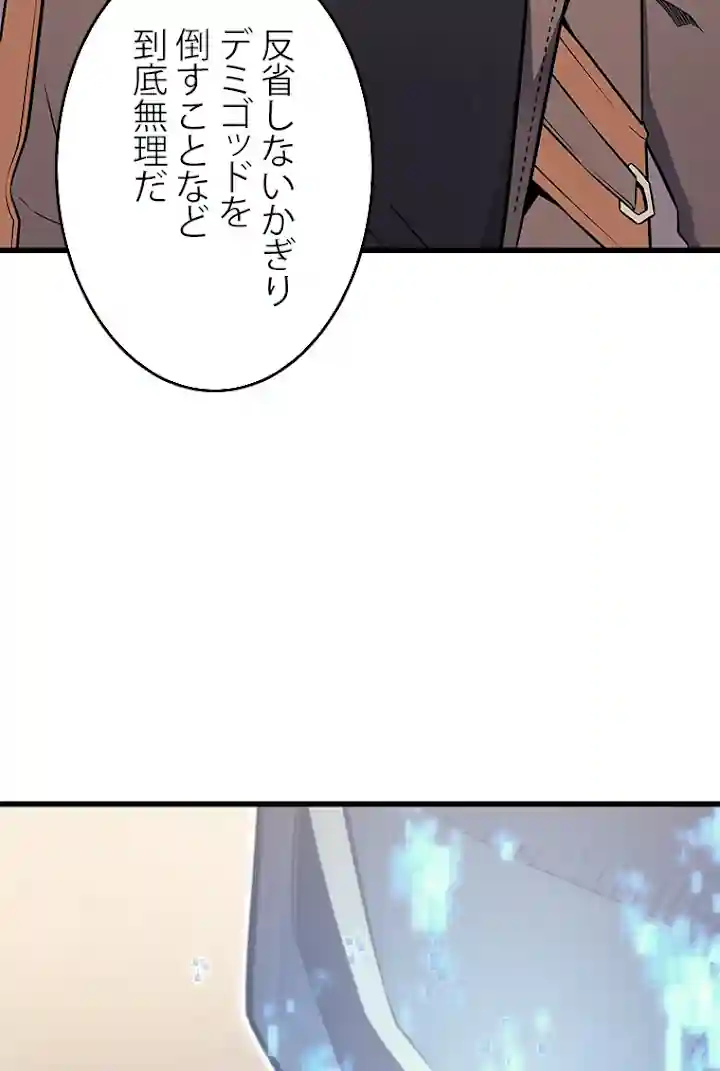 反省しないかぎり
デミゴッドを
倒すことなど
到底無理だ